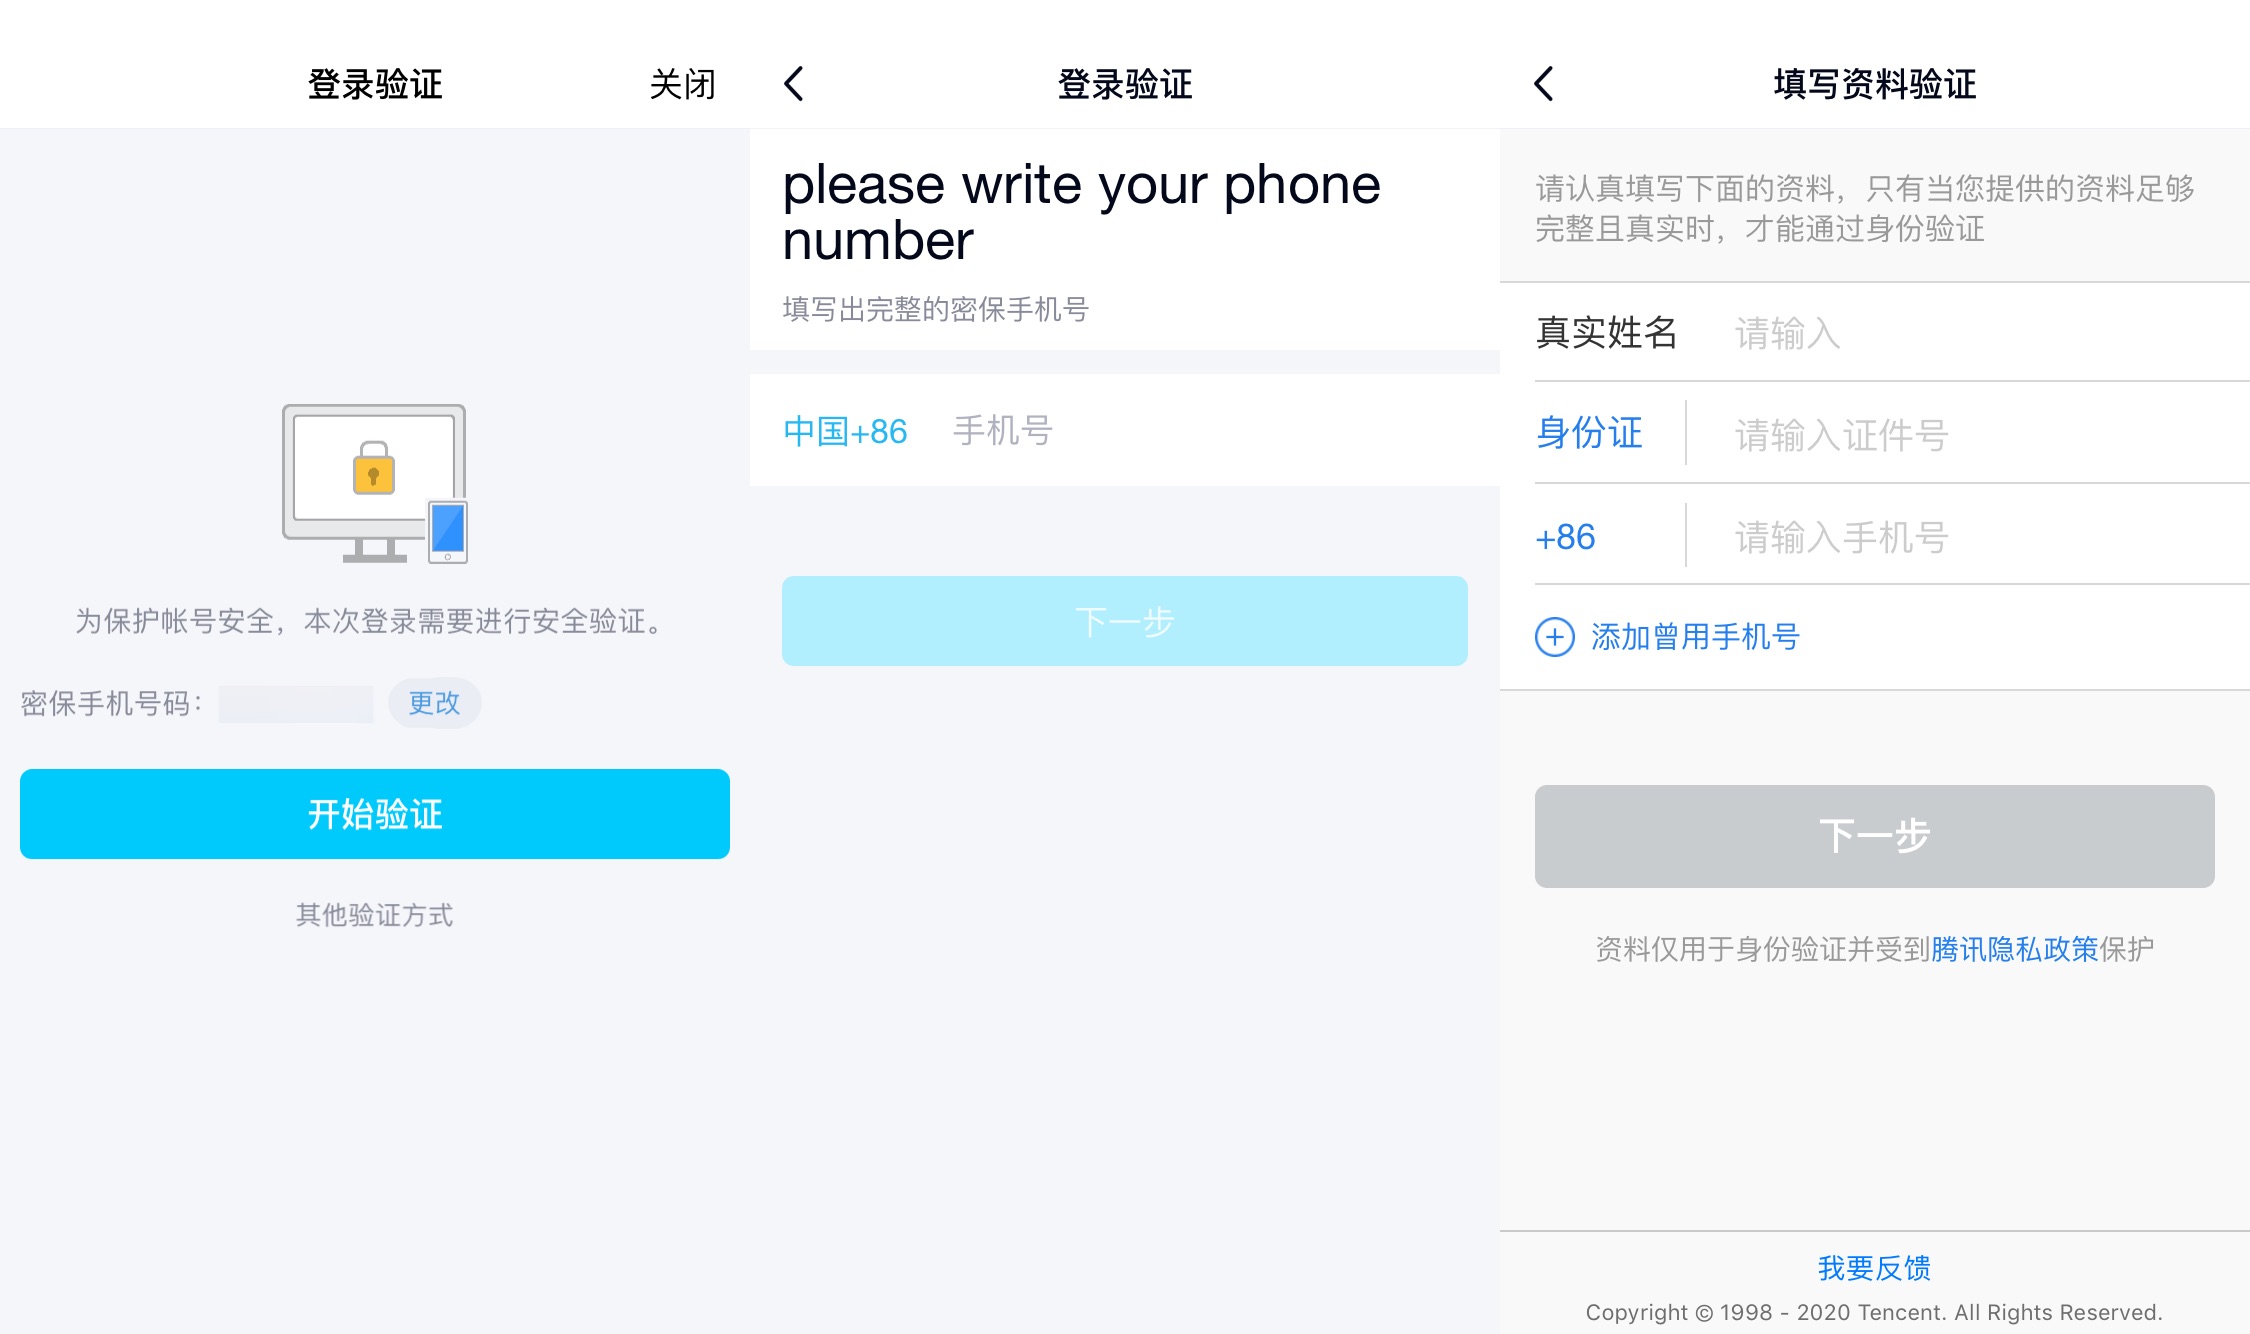 登录验证
关闭
为保护帐号安全，本次登录需要进行安全验证。
密保手机号码：
更改
开始验证
其他验证方式
登录验证
please write your phone
number
填写出完整的密保手机号
中国+86 手机号
下一步
填写资料验证
请认真填写下面的资料，只有当您提供的资料足够
完整且真实时，才能通过身份验证
真实姓名 请输入
身份证 请输入证件号
+86 请输入手机号
添加曾用手机号
下一步
资料仅用于身份验证并受到腾讯隐私政策保护
我要反馈
Copyright © 1998 - 2020 Tencent. All Rights Reserved.